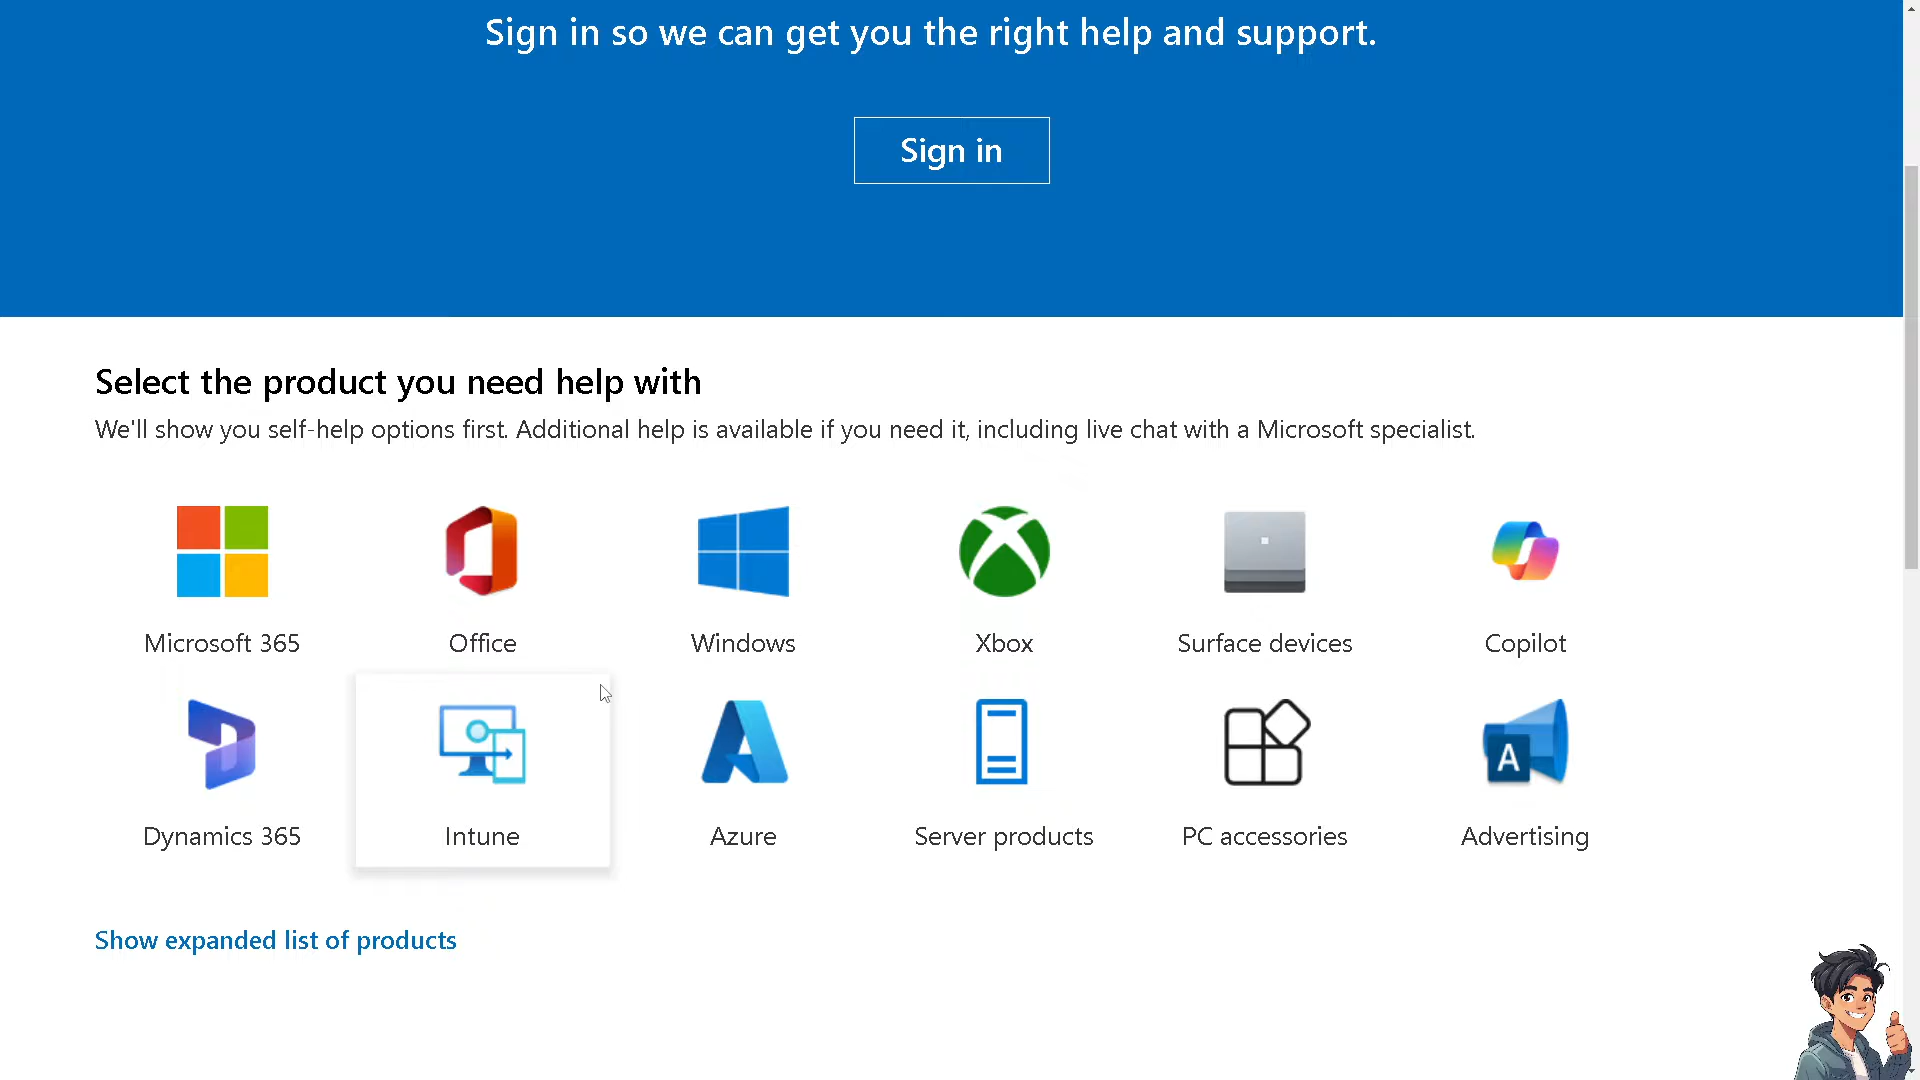 Sign in so we can get you the right help and support.
Sign in
Select the product you need help with
We'll show you self-help options first. Additional help is available if you need it, including live chat with a Microsoft specialist.
Microsoft 365
Office
Windows
Xbox
Surface devices
Copilot
Dynamics 365
Intune
Azure
Server products
PC accessories
A
Advertising
Show expanded list of products